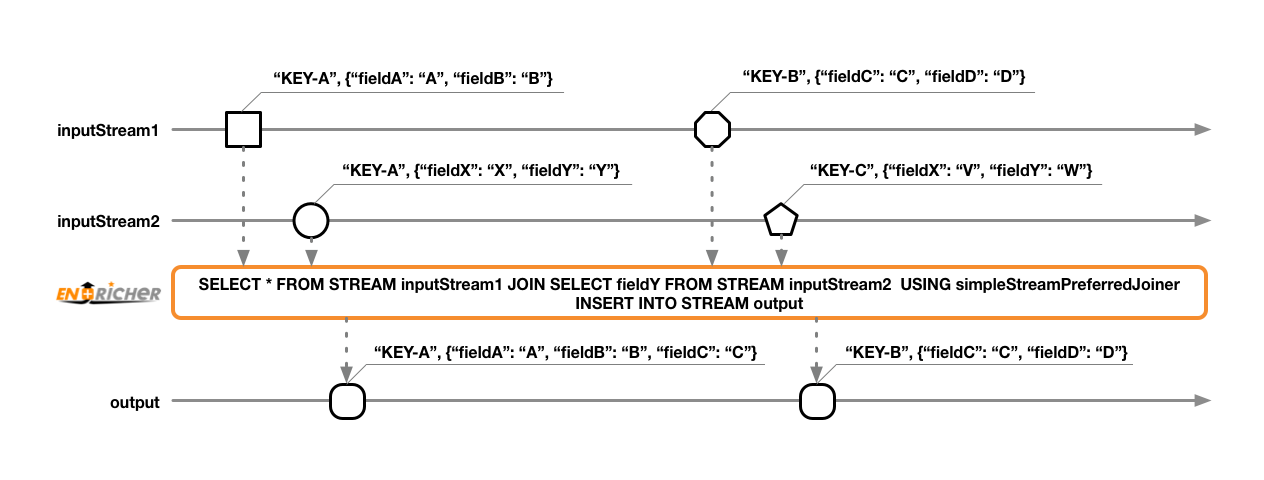 “KEY-A”, {“fieldA”: “A”, “fieldB”: “B”}
“KEY-B”, {“fieldC”: “C”, “fieldD”: “D”}
inputStream1
“KEY-A”, {“fieldX”: “X”, “fieldY”: “Y”}
“KEY-C”, {“fieldX”: “V”, “fieldY”: “W”}
inputStream2
ENRICHER
SELECT * FROM STREAM inputStream1 JOIN SELECT fieldY FROM STREAM inputStream2 USING simpleStreamPreferredJoiner
INSERT INTO STREAM output
“KEY-A”, {“fieldA”: “A”, “fieldB”: “B”, “fieldC”: “C”}
“KEY-B”, {“fieldC”: “C”, “fieldD”: “D”}
output